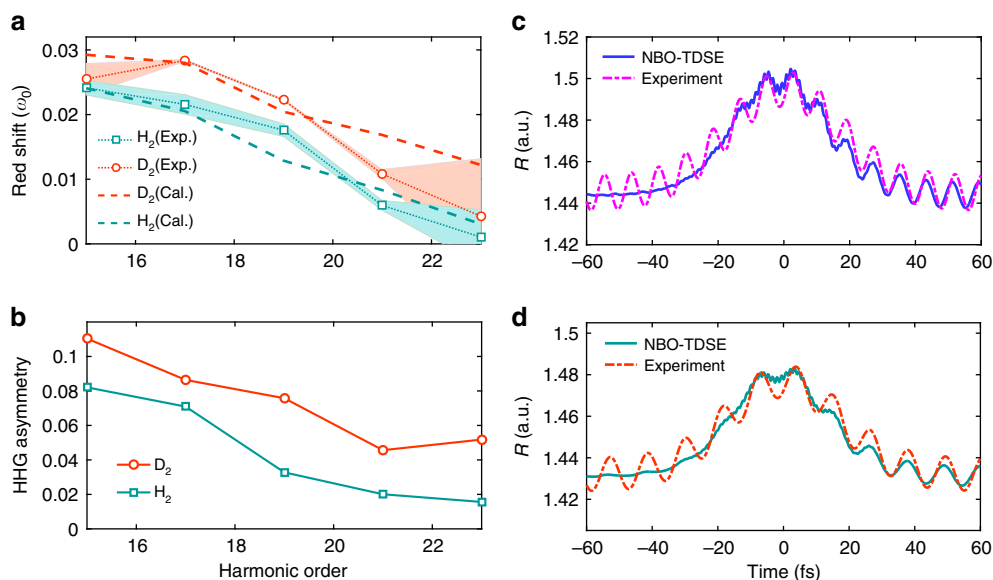 a
Red shift (ω0)
0.03
0.02
0.01
0
H2(Exp.)
D2(Exp.)
D2(Cal.)
H2(Cal.)
16 18 20 22
b
HHG asymmetry
0.1
0.08
0.06
0.04
0.02
0
D2
H2
16 18 20 22
Harmonic order
c
R (a.u.)
1.52
1.5
1.48
1.46
1.44
1.42
NBO-TDSE
Experiment
−60 −40 −20 0 20 40 60
d
R (a.u.)
1.5
1.48
1.46
1.44
1.42
NBO-TDSE
Experiment
−60 −40 −20 0 20 40 60
Time (fs)